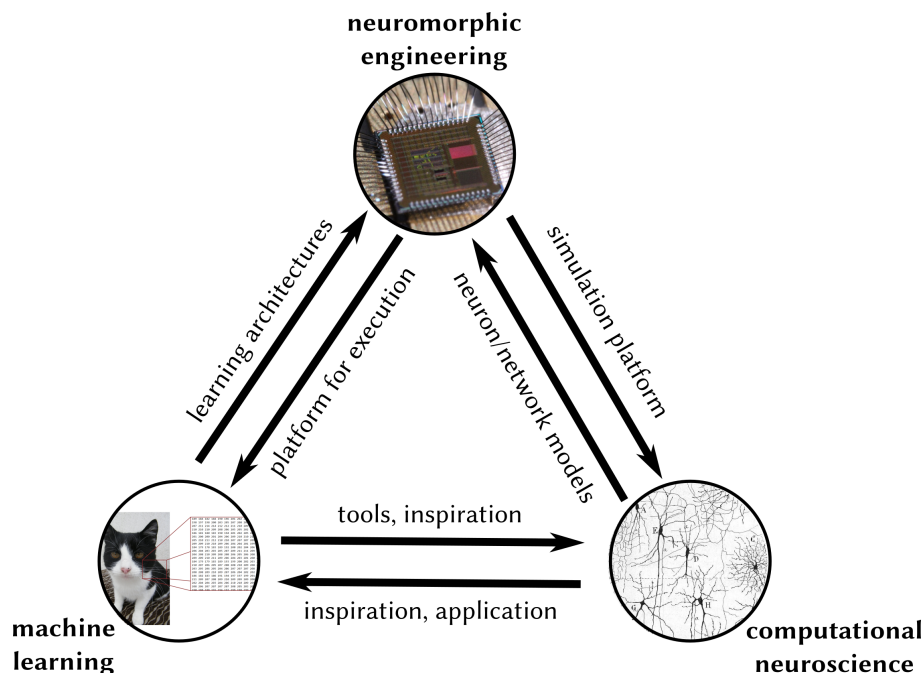 neuromorphic
engineering
learning architectures
platform for execution
simulation platform
neuron/network models
tools, inspiration
inspiration, application
machine
learning
computational
neuroscience
E
D
C
G
H